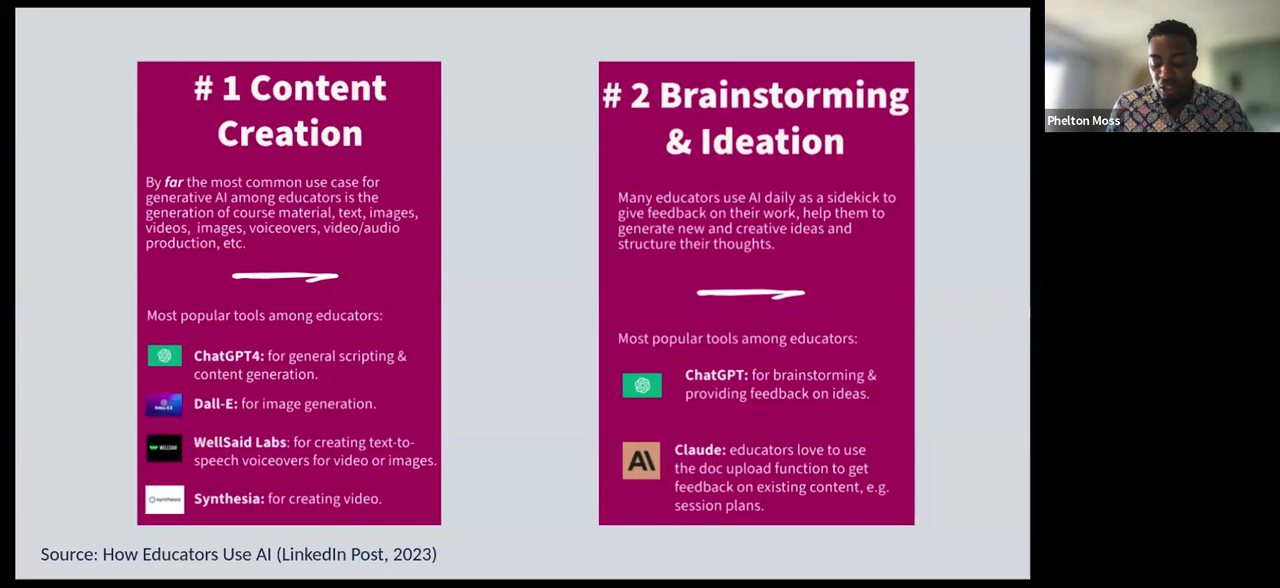 # 1 Content
Creation
By far the most common use case for
generative AI among educators is the
generation of course material, text, images,
videos,  images, voiceovers, video/audio
production, etc.
Most popular tools among educators:
ChatGPT4: for general scripting &
content generation.
Dall-E: for image generation.
WELLSAID
WellSaid Labs: for creating text-to-
speech voiceovers for video or images.
synthesia
Synthesia: for creating video.
# 2 Brainstorming
& Ideation
Many educators use AI daily as a sidekick to
give feedback on their work, help them to
generate new and creative ideas and
structure their thoughts.
Most popular tools among educators:
ChatGPT: for brainstorming &
providing feedback on ideas.
A\
Claude: educators love to use
the doc upload function to get
feedback on existing content, e.g.
session plans.
Source: How Educators Use AI (LinkedIn Post, 2023)
Phelton Moss